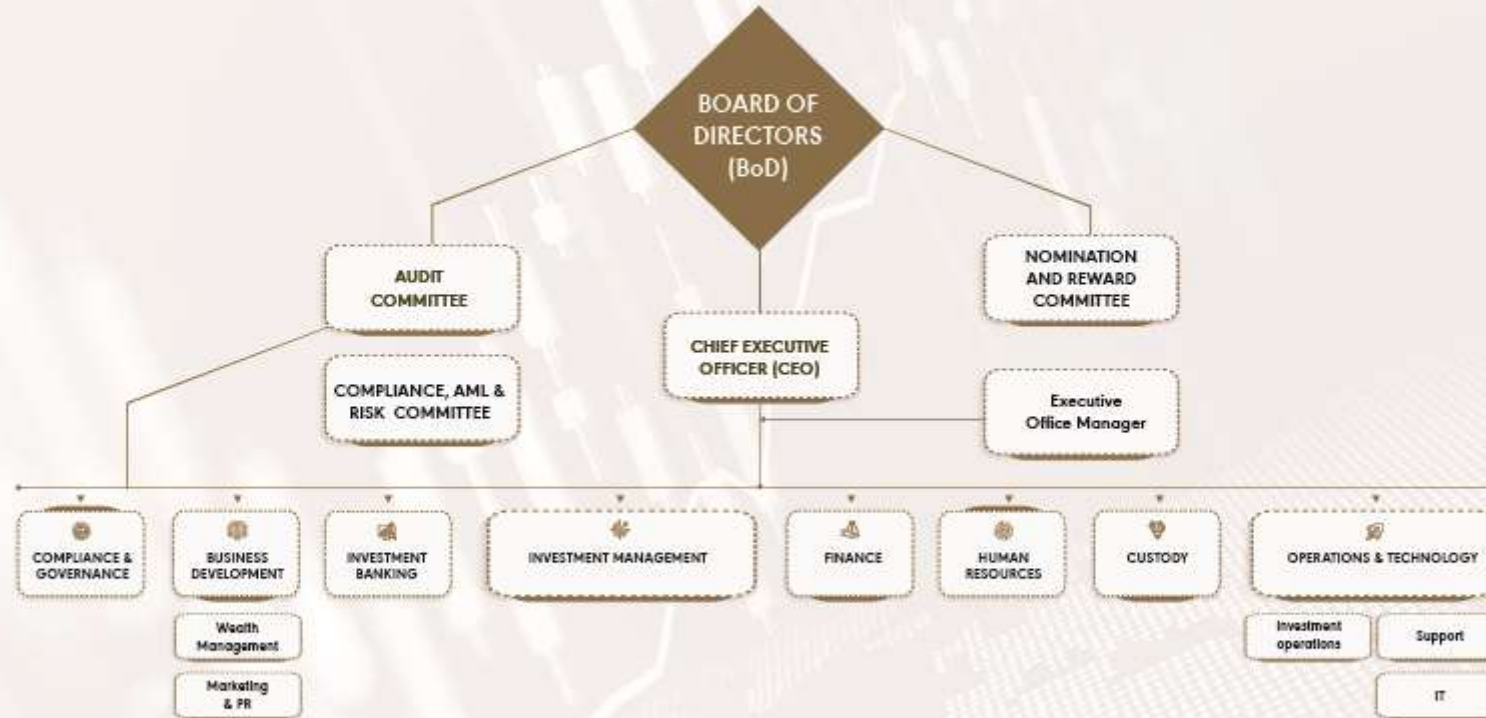 BOARD OF
DIRECTORS
(BoD)
AUDIT
COMMITTEE
NOMINATION
AND REWARD
COMMITTEE
CHIEF EXECUTIVE
OFFICER (CEO)
COMPLIANCE, AML &
RISK COMMITTEE
Executive
Office Manager
COMPLIANCE &
GOVERNANCE
BUSINESS
DEVELOPMENT
INVESTMENT
BANKING
INVESTMENT MANAGEMENT
FINANCE
HUMAN
RESOURCES
CUSTODY
OPERATIONS & TECHNOLOGY
Wealth
Management
Marketing
& PR
Investment
operations
Support
IT